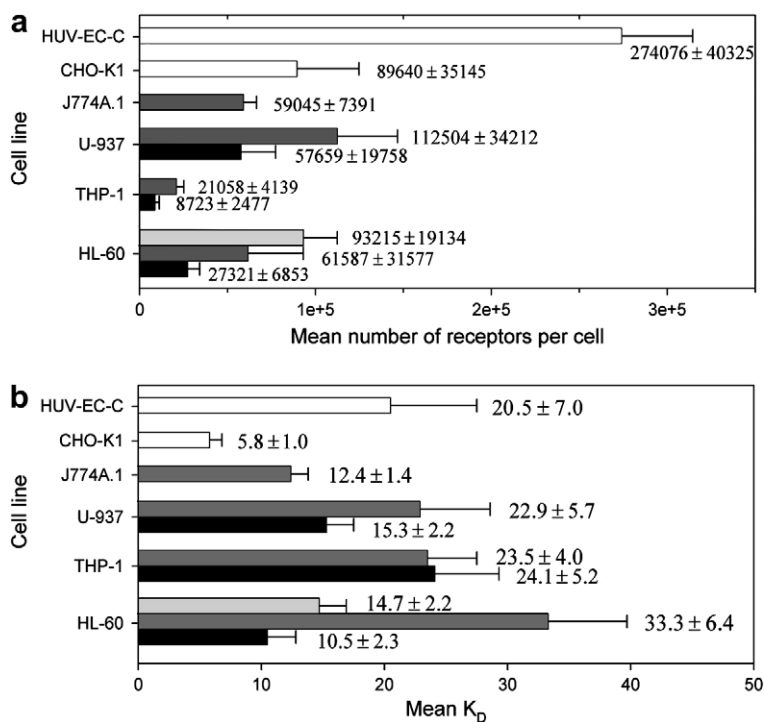 a
HUV-EC-C
274076±40325
CHO-K1
89640±35145
J774A.1
59045±7391
U-937
112504±34212
57659±19758
THP-1
21058±4139
8723±2477
HL-60
93215±19134
61587±31577
27321±6853
Cell line
0 1e+5 2e+5 3e+5
Mean number of receptors per cell
b
HUV-EC-C
20.5±7.0
CHO-K1
5.8±1.0
J774A.1
12.4±1.4
U-937
22.9±5.7
15.3±2.2
THP-1
23.5±4.0
24.1±5.2
HL-60
14.7±2.2
33.3±6.4
10.5±2.3
Cell line
0 10 20 30 40 50
Mean KD